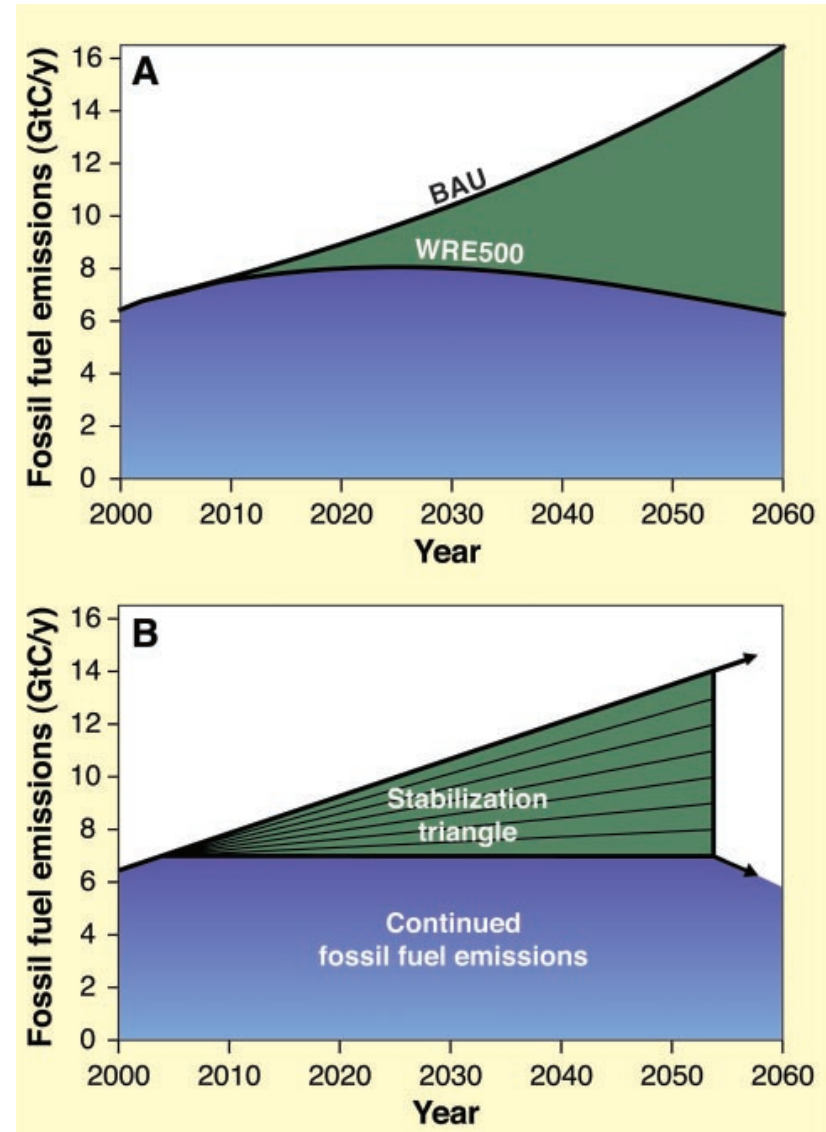 A
Fossil fuel emissions (GtC/y)
16
14
12
10
8
6
4
2
0
BAU
WRE500
2000 2010 2020 2030 2040 2050 2060
Year
B
Fossil fuel emissions (GtC/y)
16
14
12
10
8
6
4
2
0
Stabilization
triangle
Continued
fossil fuel emissions
2000 2010 2020 2030 2040 2050 2060
Year